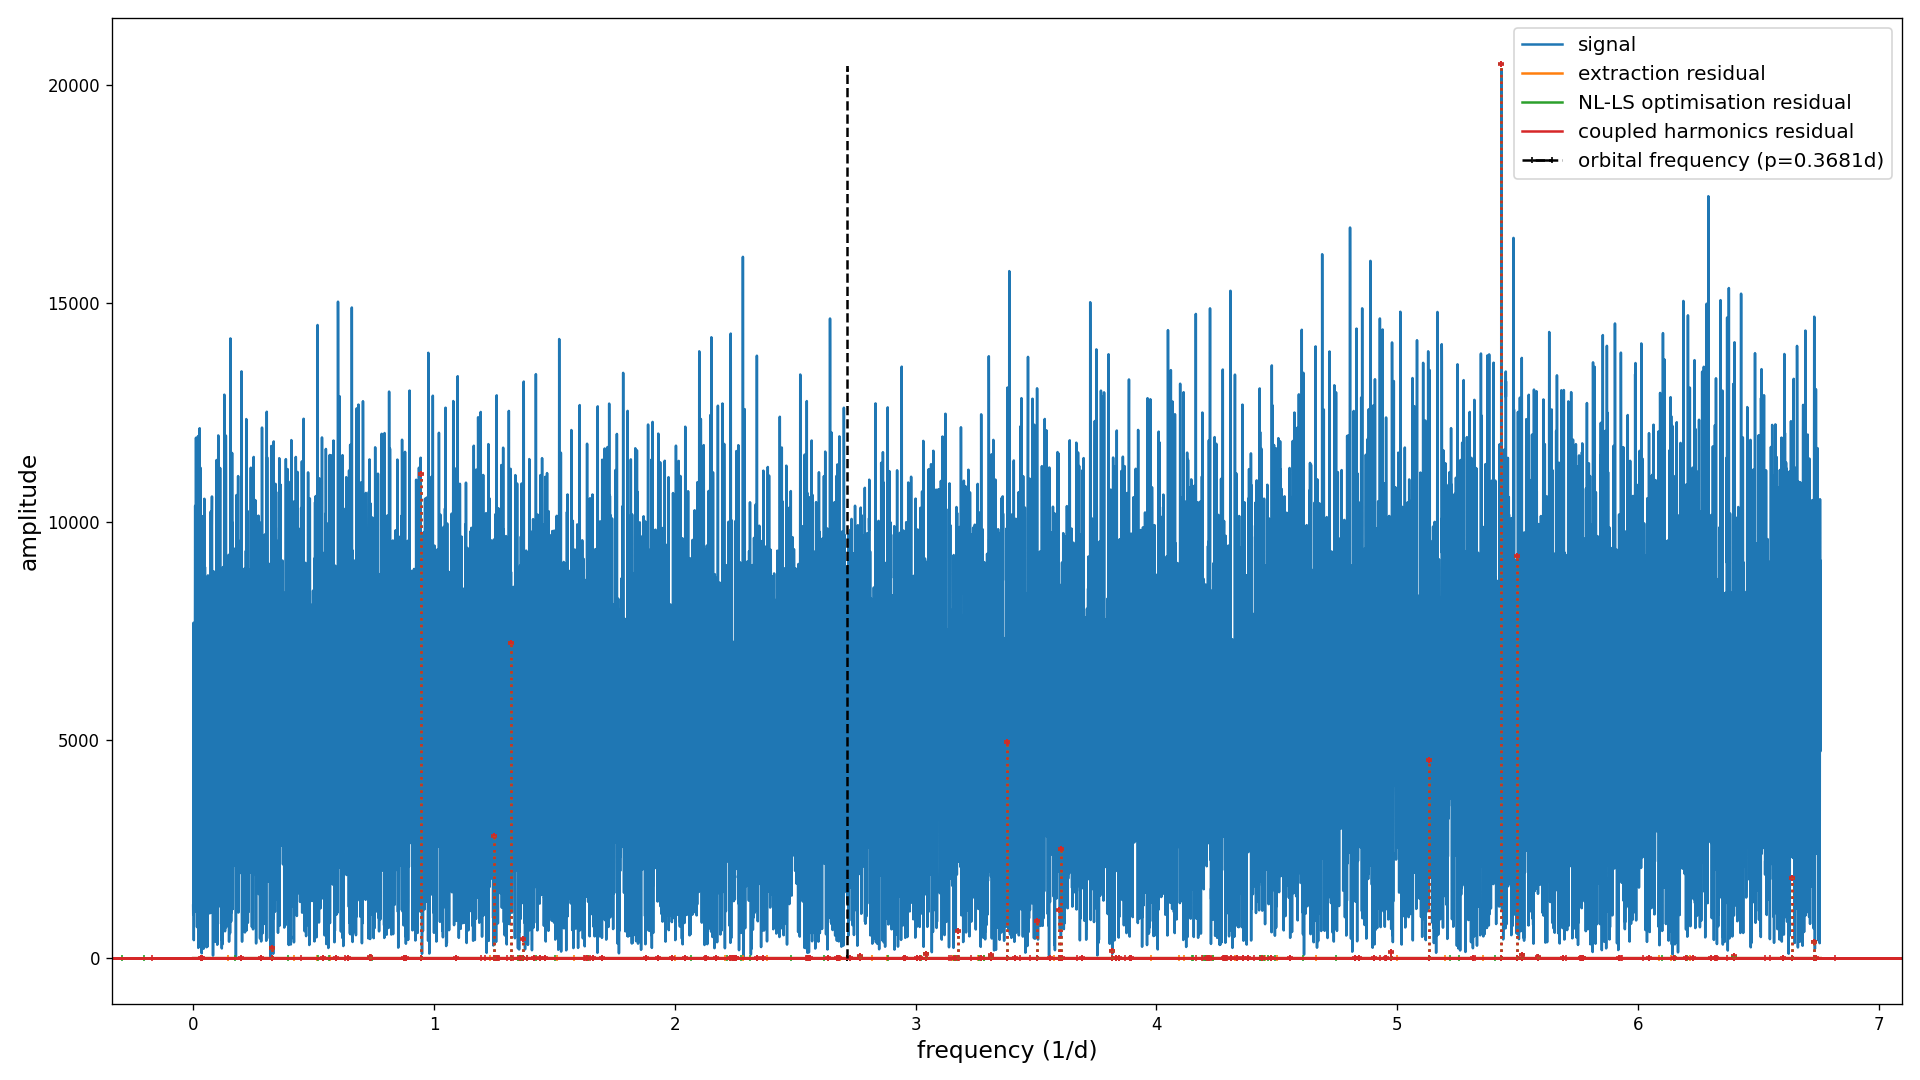 signal
extraction residual
NL-LS optimisation residual
coupled harmonics residual
orbital frequency (p=0.3681d)
amplitude
20000
15000
10000
5000
0
0 1 2 3 4 5 6 7
frequency (1/d)